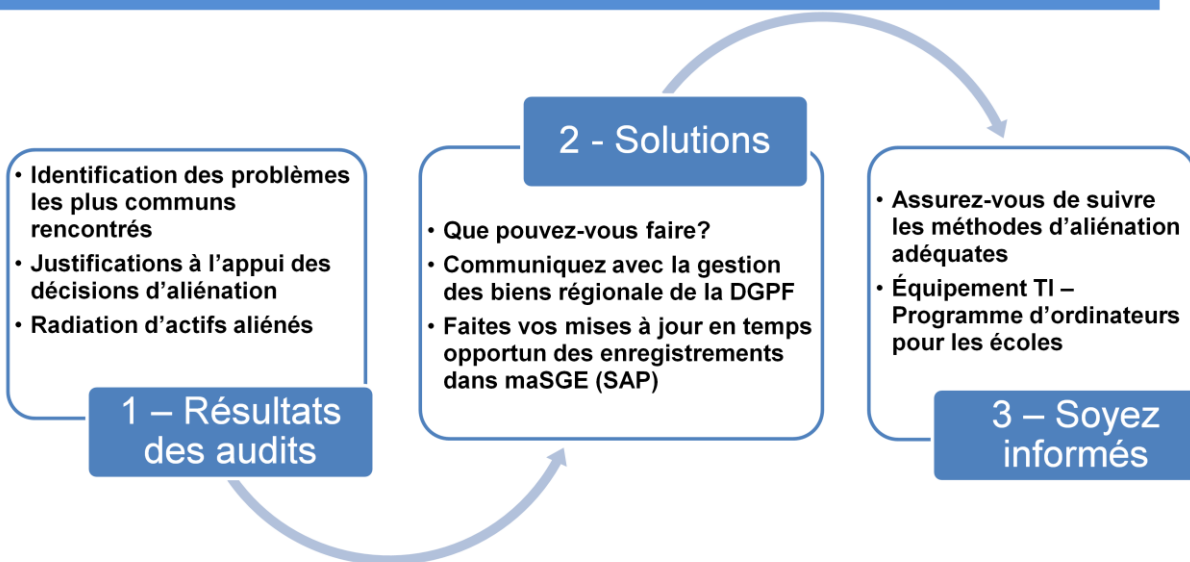 • Identification des problèmes
les plus communs
rencontrés
• Justifications à l'appui des
décisions d'aliénation
• Radiation d'actifs aliénés
1 – Résultats
des audits
2 - Solutions
• Que pouvez-vous faire?
• Communiquez avec la gestion
des biens régionale de la DGPF
• Faites vos mises à jour en temps
opportun des enregistrements
dans maSGE (SAP)
• Assurez-vous de suivre
les méthodes d'aliénation
adéquates
• Équipement TI –
Programme d'ordinateurs
pour les écoles
3 – Soyez
informés